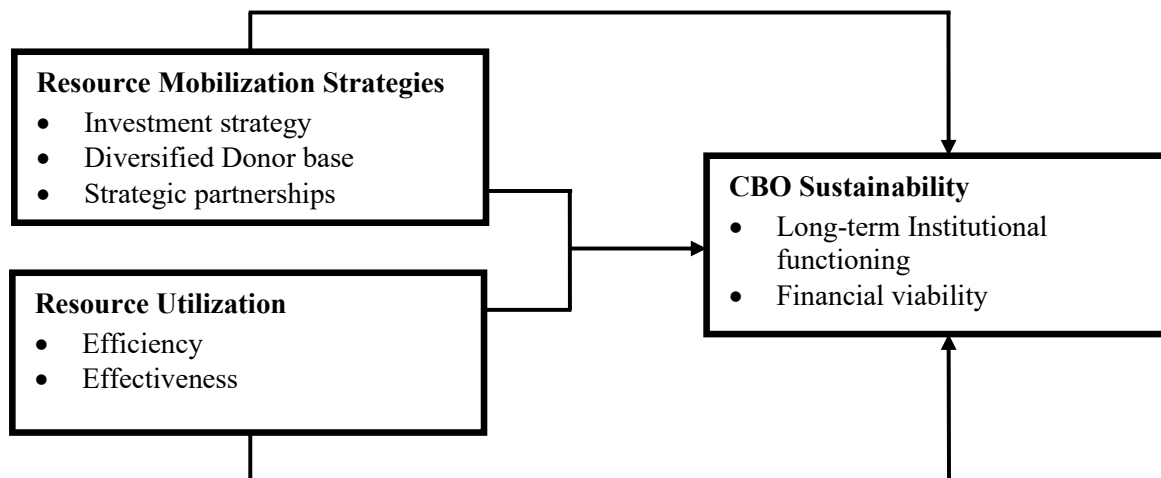 Resource Mobilization Strategies
• Investment strategy
• Diversified Donor base
• Strategic partnerships
CBO Sustainability
• Long-term Institutional
functioning
• Financial viability
Resource Utilization
• Efficiency
• Effectiveness